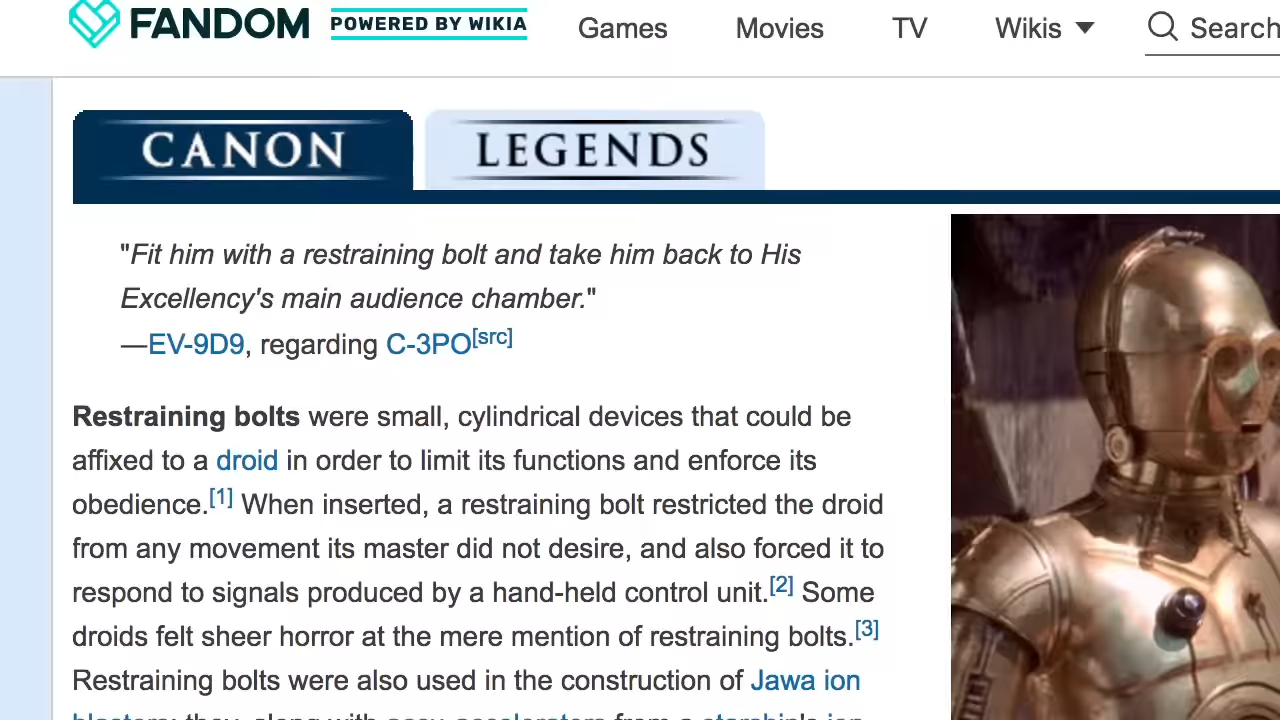 FANDOM POWERED BY WIKIA Games Movies TV Wikis Search
CANON LEGENDS
"Fit him with a restraining bolt and take him back to His
Excellency's main audience chamber."
—EV-9D9, regarding C-3PO[src]
Restraining bolts were small, cylindrical devices that could be
affixed to a droid in order to limit its functions and enforce its
obedience.[1] When inserted, a restraining bolt restricted the droid
from any movement its master did not desire, and also forced it to
respond to signals produced by a hand-held control unit.[2] Some
droids felt sheer horror at the mere mention of restraining bolts.[3]
Restraining bolts were also used in the construction of Jawa ion